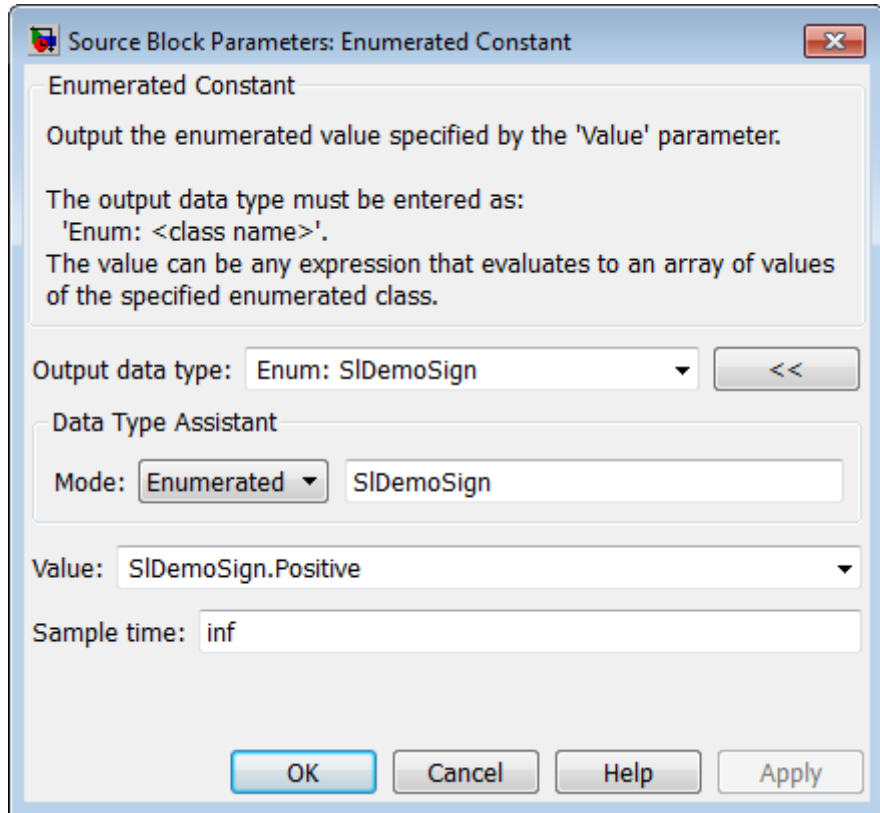 Source Block Parameters: Enumerated Constant
Enumerated Constant
Output the enumerated value specified by the 'Value' parameter.
The output data type must be entered as:
'Enum: <class name>'.
The value can be any expression that evaluates to an array of values
of the specified enumerated class.
Output data type: Enum: SlDemoSign <<
Data Type Assistant
Mode: Enumerated SlDemoSign
Value: SlDemoSign.Positive
Sample time: inf
OK Cancel Help Apply